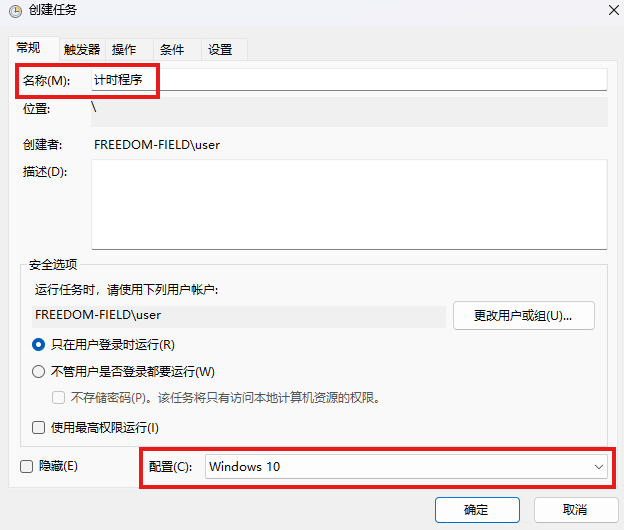 创建任务
常规 触发器 操作 条件 设置
名称(M): 计时程序
位置: \
创建者: FREEDOM-FIELD\user
描述(D):
安全选项
运行任务时，请使用下列用户帐户:
FREEDOM-FIELD\user 更改用户或组(U)...
只在用户登录时运行(R)
不管用户是否登录都要运行(W)
不存储密码(P)。该任务将只有访问本地计算机资源的权限。
使用最高权限运行(I)
隐藏(E) 配置(C): Windows 10
确定 取消